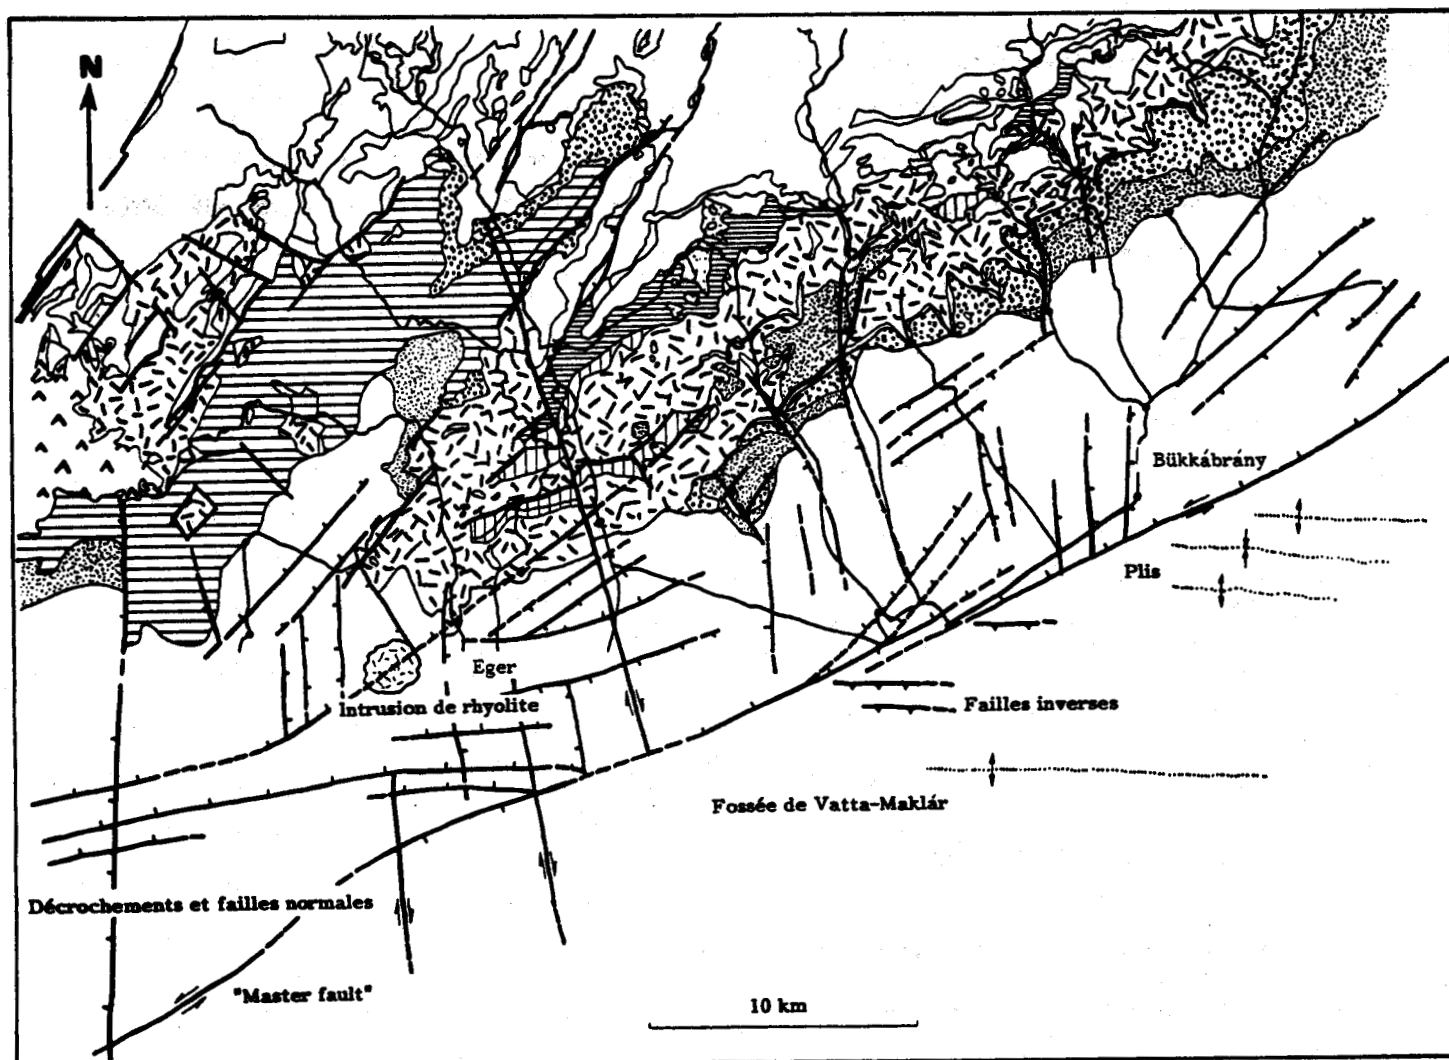 N
Bükkábrány
Plis
Eger
Intrusion de rhyolite
Failles inverses
Fossée de Vatta-Maklár
Décrochements et failles normales
"Master fault"
10 km